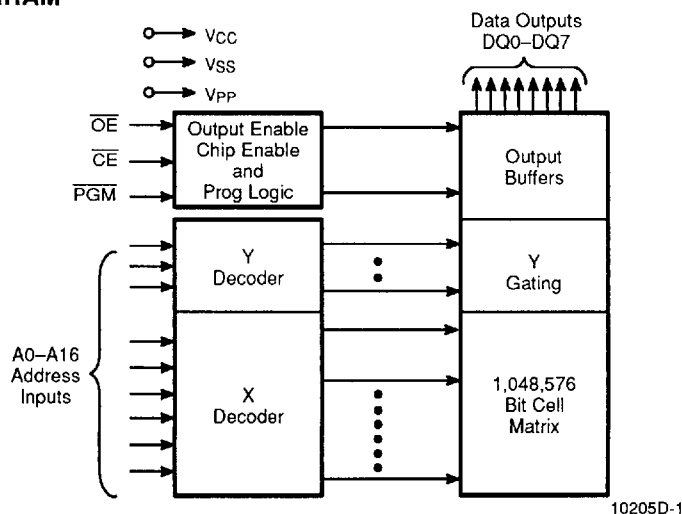 Data Outputs
DQ0–DQ7
VCC
VSS
VPP
OE
CE
PGM
Output Enable
Chip Enable
and
Prog Logic
Output
Buffers
Y
Decoder
Y
Gating
A0–A16
Address
Inputs
X
Decoder
1,048,576
Bit Cell
Matrix
10205D-1